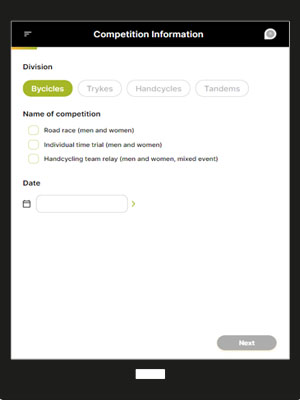 Competition Information
Division
Bycicles
Trykes
Handcycles
Tandems
Name of competition
Road race (men and women)
Individual time trial (men and women)
Handcycling team relay (men and women, mixed event)
Date
Next